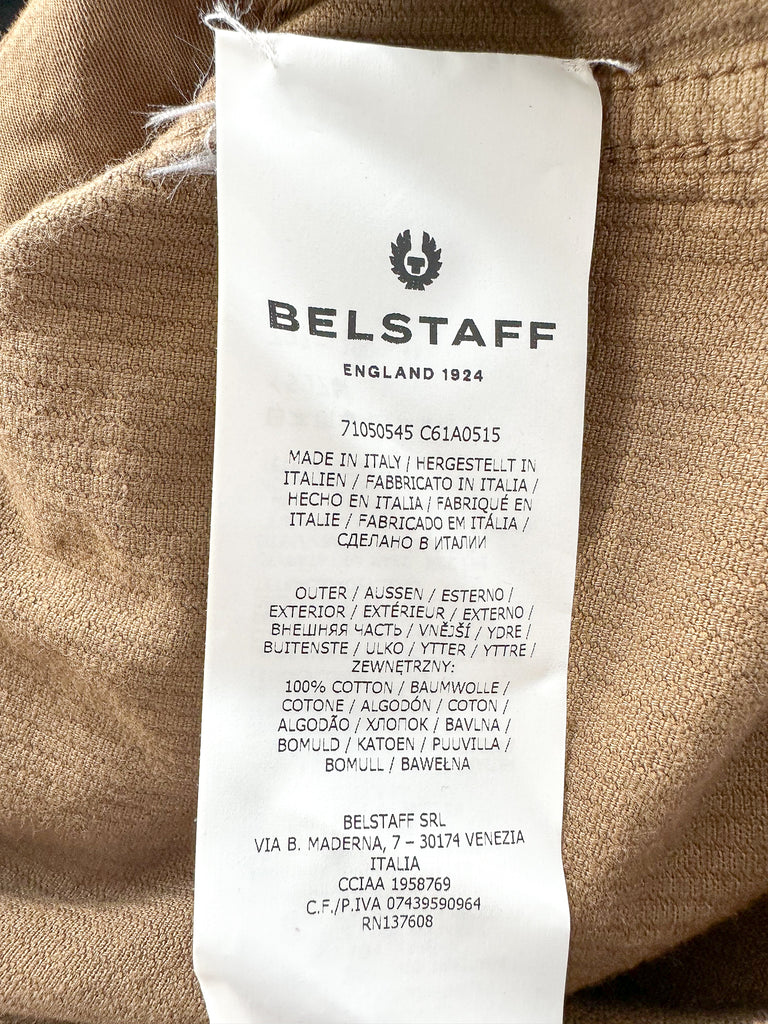 BELSTAFF
ENGLAND 1924
71050545 C61A0515
MADE IN ITALY / HERGESTELLT IN
ITALIEN / FABBRICATO IN ITALIA /
HECHO EN ITALIA / FABRIQUÉ EN
ITALIE / FABRICADO EM ITÁLIA /
СДЕЛАНО В ИТАЛИИ
OUTER / AUSSEN / ESTERNO /
EXTERIOR / EXTÉRIEUR / EXTERNO /
ВНЕШНЯЯ ЧАСТЬ / VNĚJŠÍ / YDRE /
BUITENSTE / ULKO / YTTER / YTTRE /
ZEWNĘTRZNY:
100% COTTON / BAUMWOLLE /
COTONE / ALGODÓN / COTON /
ALGODÃO / ХЛОПОК / BAVLNA /
BOMULD / KATOEN / PUUVILLA /
BOMULL / BAWEŁNA
BELSTAFF SRL
VIA B. MADERNA, 7 – 30174 VENEZIA
ITALIA
CCIAA 1958769
C.F./P.IVA 07439590964
RN137608